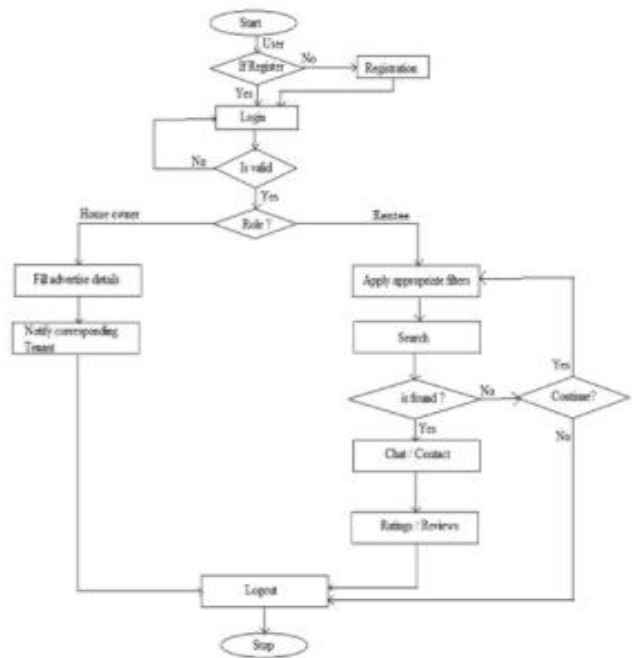 Start
User
If Register
No
Registration
Yes
Login
No
Is valid
Yes
House owner
Role ?
Rentee
Fill advertise details
Apply appropriate filters
Notify corresponding
Tenant
Search
Yes
is found ?
No
Continue?
Yes
No
Chat / Contact
Ratings / Reviews
Logout
Stop